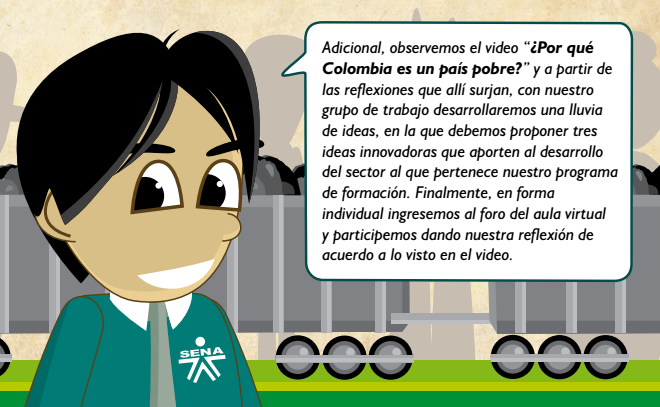 Adicional, observemos el video “¿Por qué
Colombia es un país pobre?” y a partir de
las reflexiones que allí surjan, con nuestro
grupo de trabajo desarrollaremos una lluvia
de ideas, en la que debemos proponer tres
ideas innovadoras que aporten al desarrollo
del sector al que pertenece nuestro programa
de formación. Finalmente, en forma
individual ingresemos al foro del aula virtual
y participemos dando nuestra reflexión de
acuerdo a lo visto en el video.
SENA